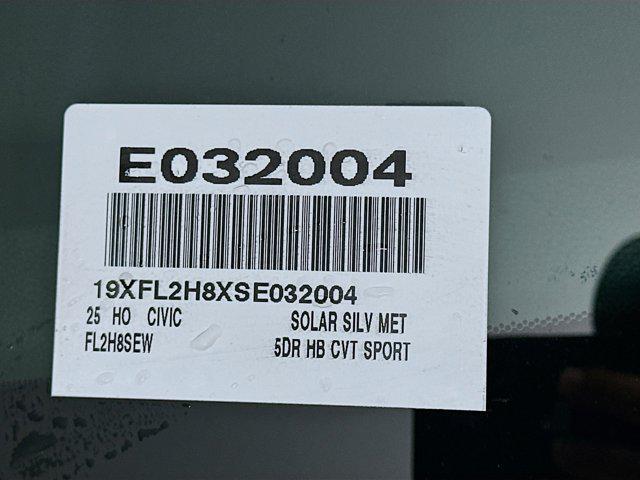 E032004
19XFL2H8XSE032004
25 HO CIVIC SOLAR SILV MET
FL2H8SEW 5DR HB CVT SPORT